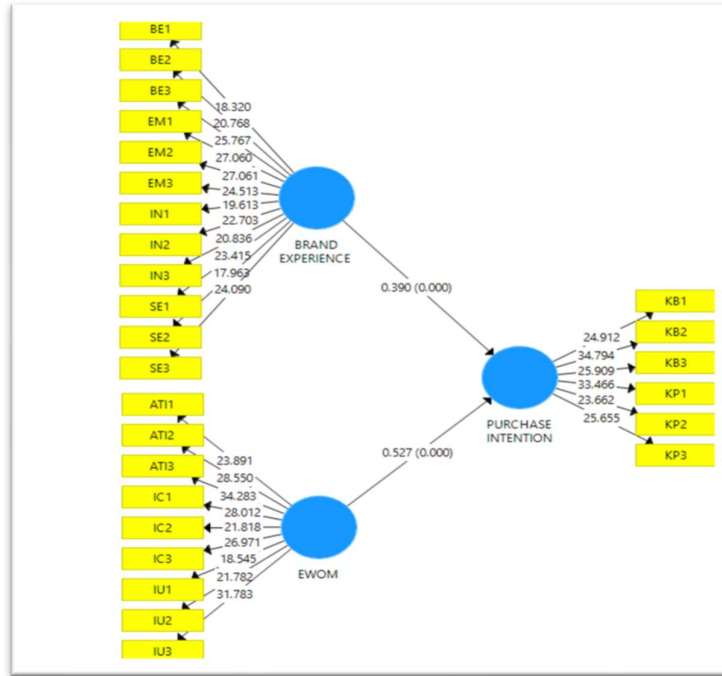 BE1
BE2
BE3
EM1
EM2
EM3
IN1
IN2
IN3
SE1
SE2
SE3
18.320
20.768
25.767
27.060
27.061
24.513
19.613
22.703
20.836
23.415
17.963
24.090
BRAND
EXPERIENCE
0.390 (0.000)
ATI1
ATI2
ATI3
IC1
IC2
IC3
IU1
IU2
IU3
23.891
28.550
34.283
28.012
21.818
26.971
18.545
21.782
31.783
EWOM
0.527 (0.000)
PURCHASE
INTENTION
24.912
34.794
25.909
33.466
23.662
25.655
KB1
KB2
KB3
KP1
KP2
KP3